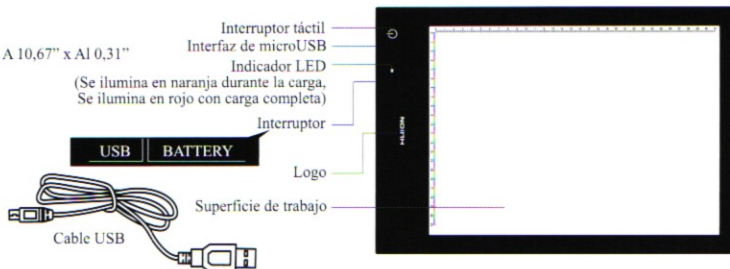 Interruptor táctil
Interfaz de microUSB
A 10,67” x Al 0,31”
Indicador LED
(Se ilumina en naranja durante la carga,
Se ilumina en rojo con carga completa)
Interruptor
USB BATTERY
Logo
HUION
Superficie de trabajo
Cable USB